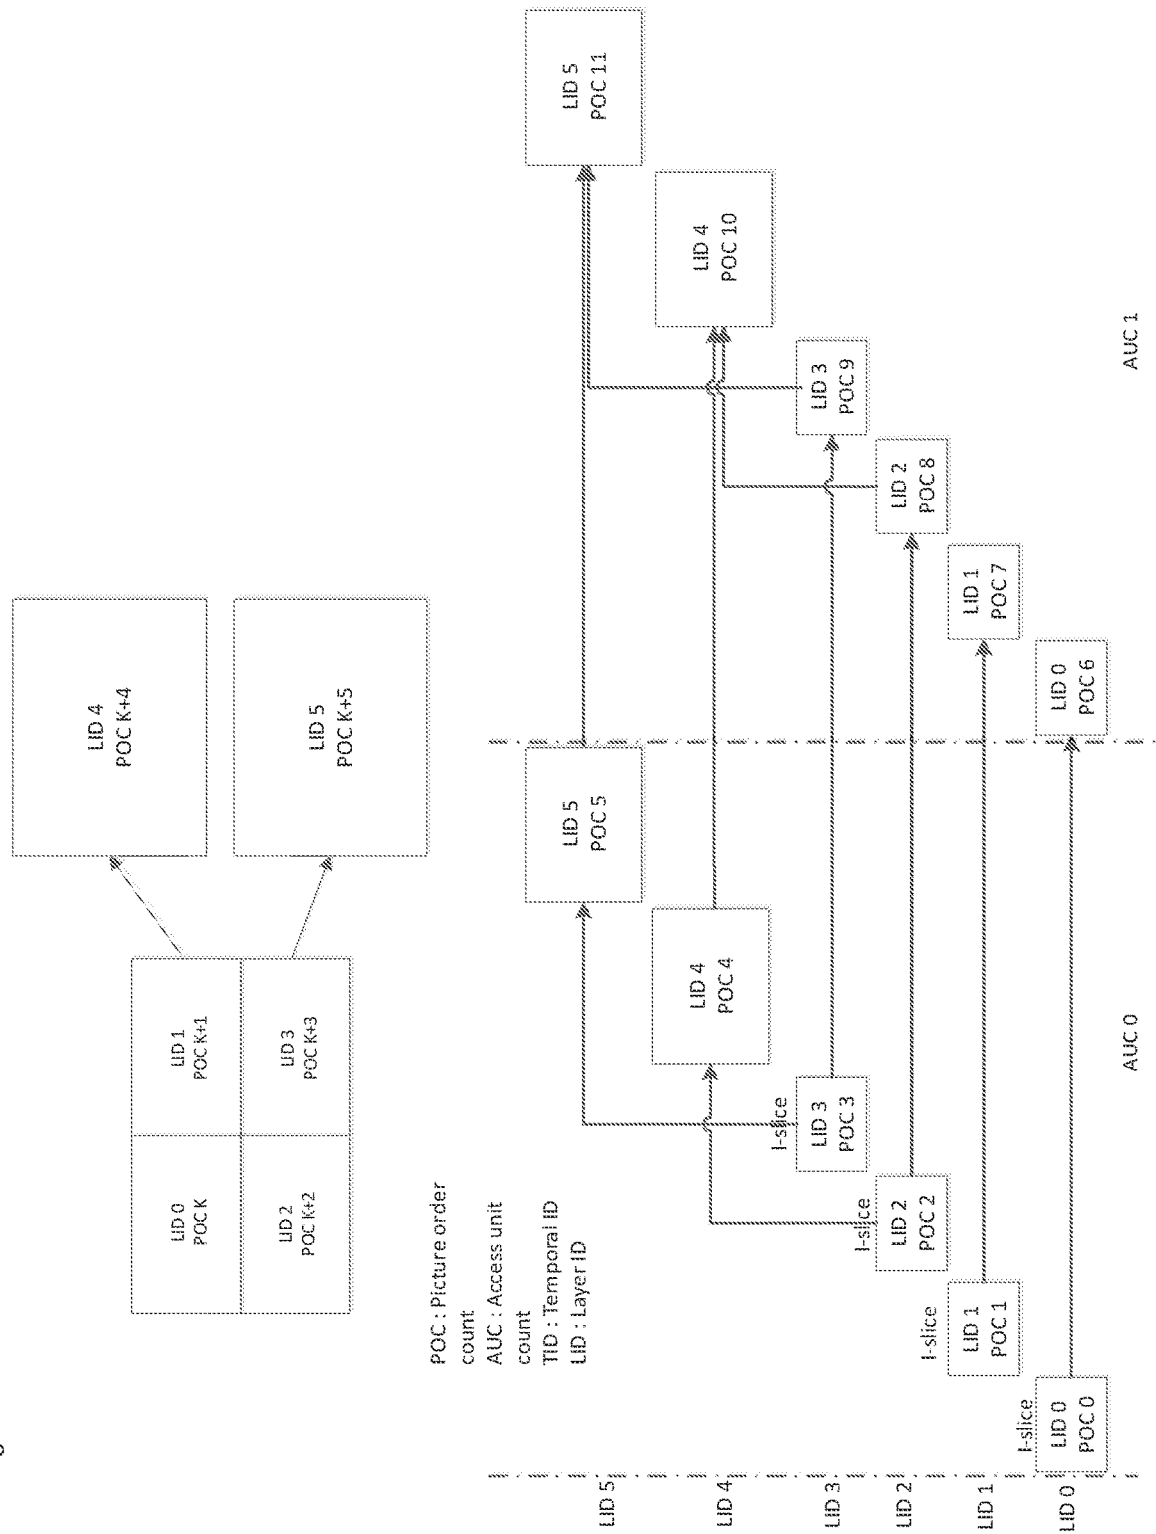 LID 0
POC K
LID 1
POC K+1
LID 2
POC K+2
LID 3
POC K+3
LID 4
POC K+4
LID 5
POC K+5
POC : Picture order
count
AUC : Access unit
count
TID : Temporal ID
LID : Layer ID
LID 5
LID 5
POC 5
LID 5
POC 11
LID 4
LID 4
POC 4
LID 4
POC 10
LID 3
I-slice
LID 3
POC 3
LID 3
POC 9
LID 2
I-slice
LID 2
POC 2
LID 2
POC 8
LID 1
I-slice
LID 1
POC 1
LID 1
POC 7
LID 0
I-slice
LID 0
POC 0
LID 0
POC 6
AUC 0
AUC 1